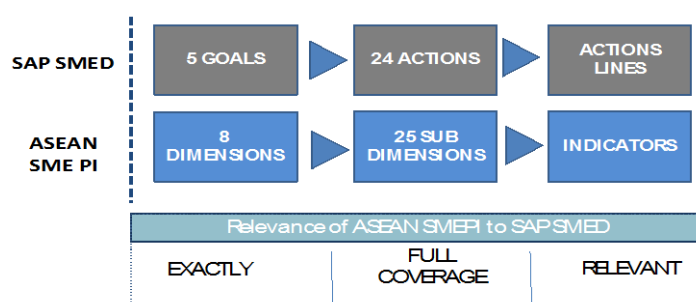 SAP SMED
5 GOALS
24 ACTIONS
ACTIONS
LINES
ASEAN
SME PI
8
DIMENSIONS
25 SUB
DIMENSIONS
INDICATORS
Relevance of ASEAN SMEPI to SAP SMED
EXACTLY
FULL
COVERAGE
RELEVANT